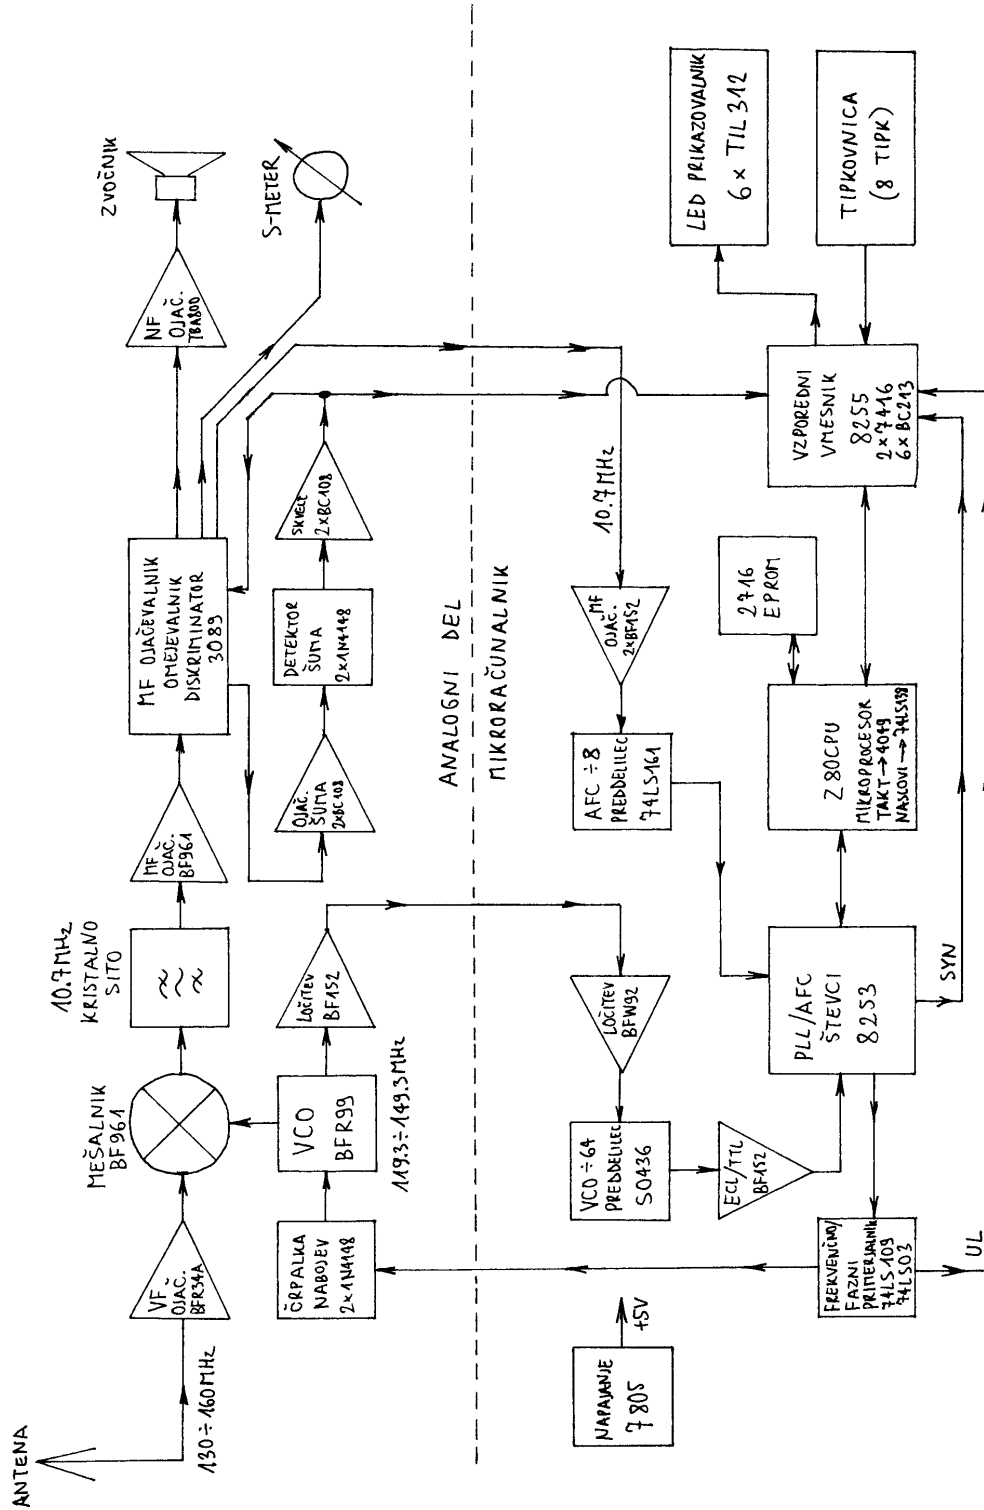 ANTENA
130÷160MHz
VF
OJAČ.
BFR34A
MEŠALNIK
BF961
10.7MHz
KRISTALNO
SITO
MF
OJAČ.
BF961
MF OJAČEVALNIK
OMEJEVALNIK
DISKRIMINATOR
3089
NF
OJAČ.
TBA800
ZVOČNIK
S-METER
ČRPALKA
NABOJEV
2x1N4148
VCO
BFR99
119.3÷149.3MHz
LOČITEV
BF152
OJAČ.
ŠUMA
2xBC108
DETEKTOR
ŠUMA
2x1N4148
SKVELČ
2xBC108
ANALOGNI DEL
MIKRORAČUNALNIK
NAPAJANJE
7805
+5V
VCO÷64
PREDDELILEC
SO436
LOČITEV
BFW92
AFC÷8
PREDDELILEC
74LS161
MF
OJAČ.
2xBF152
10.7MHz
ECL/TTL
BF152
FREKVENČNO/
FAZNI
PRIMERJALNIK
74LS109
74LS03
UL
PLL/AFC
ŠTEVCI
8253
SYN
Z80CPU
MIKROPROCESOR
TAKT→4049
NASLOVI→74LS138
2716
EPROM
VZPOREDNI
VMESNIK
8255
2x7416
6xBC213
LED PRIKAZOVALNIK
6x TIL312
TIPKOVNICA
(8 TIPK)